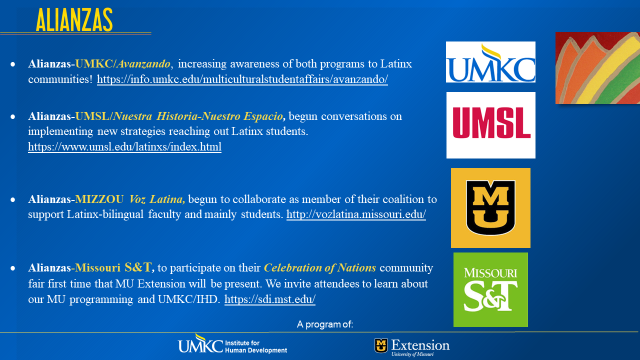 ALIANZAS
• Alianzas-UMKC/Avanzando, increasing awareness of both programs to Latinx
communities! https://info.umkc.edu/multiculturalstudentaffairs/avanzando/
UMKC
• Alianzas-UMSL/Nuestra Historia-Nuestro Espacio, begun conversations on
implementing new strategies reaching out Latinx students.
https://www.umsl.edu/latinxs/index.html
UMSL
• Alianzas-MIZZOU Voz Latina, begun to collaborate as member of their coalition to
support Latinx-bilingual faculty and mainly students. http://vozlatina.missouri.edu/
MU
• Alianzas-Missouri S&T, to participate on their Celebration of Nations community
fair first time that MU Extension will be present. We invite attendees to learn about
our MU programming and UMKC/IHD. https://sdi.mst.edu/
MISSOURI
S&T
A program of:
UMKC Institute for
Human Development
MU Extension
University of Missouri